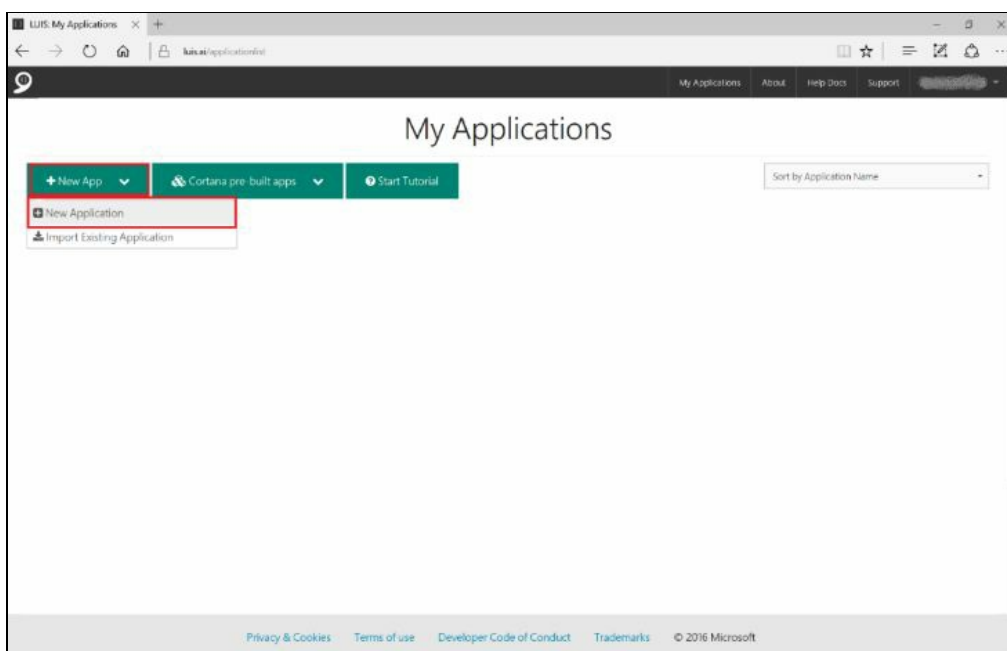 LUIS: My Applications
luis.ai/applicationlist
My Applications About Help Docs Support
My Applications
New App Cortana pre-built apps Start Tutorial Sort by Application Name
New Application
Import Existing Application
Privacy & Cookies Terms of use Developer Code of Conduct Trademarks © 2016 Microsoft